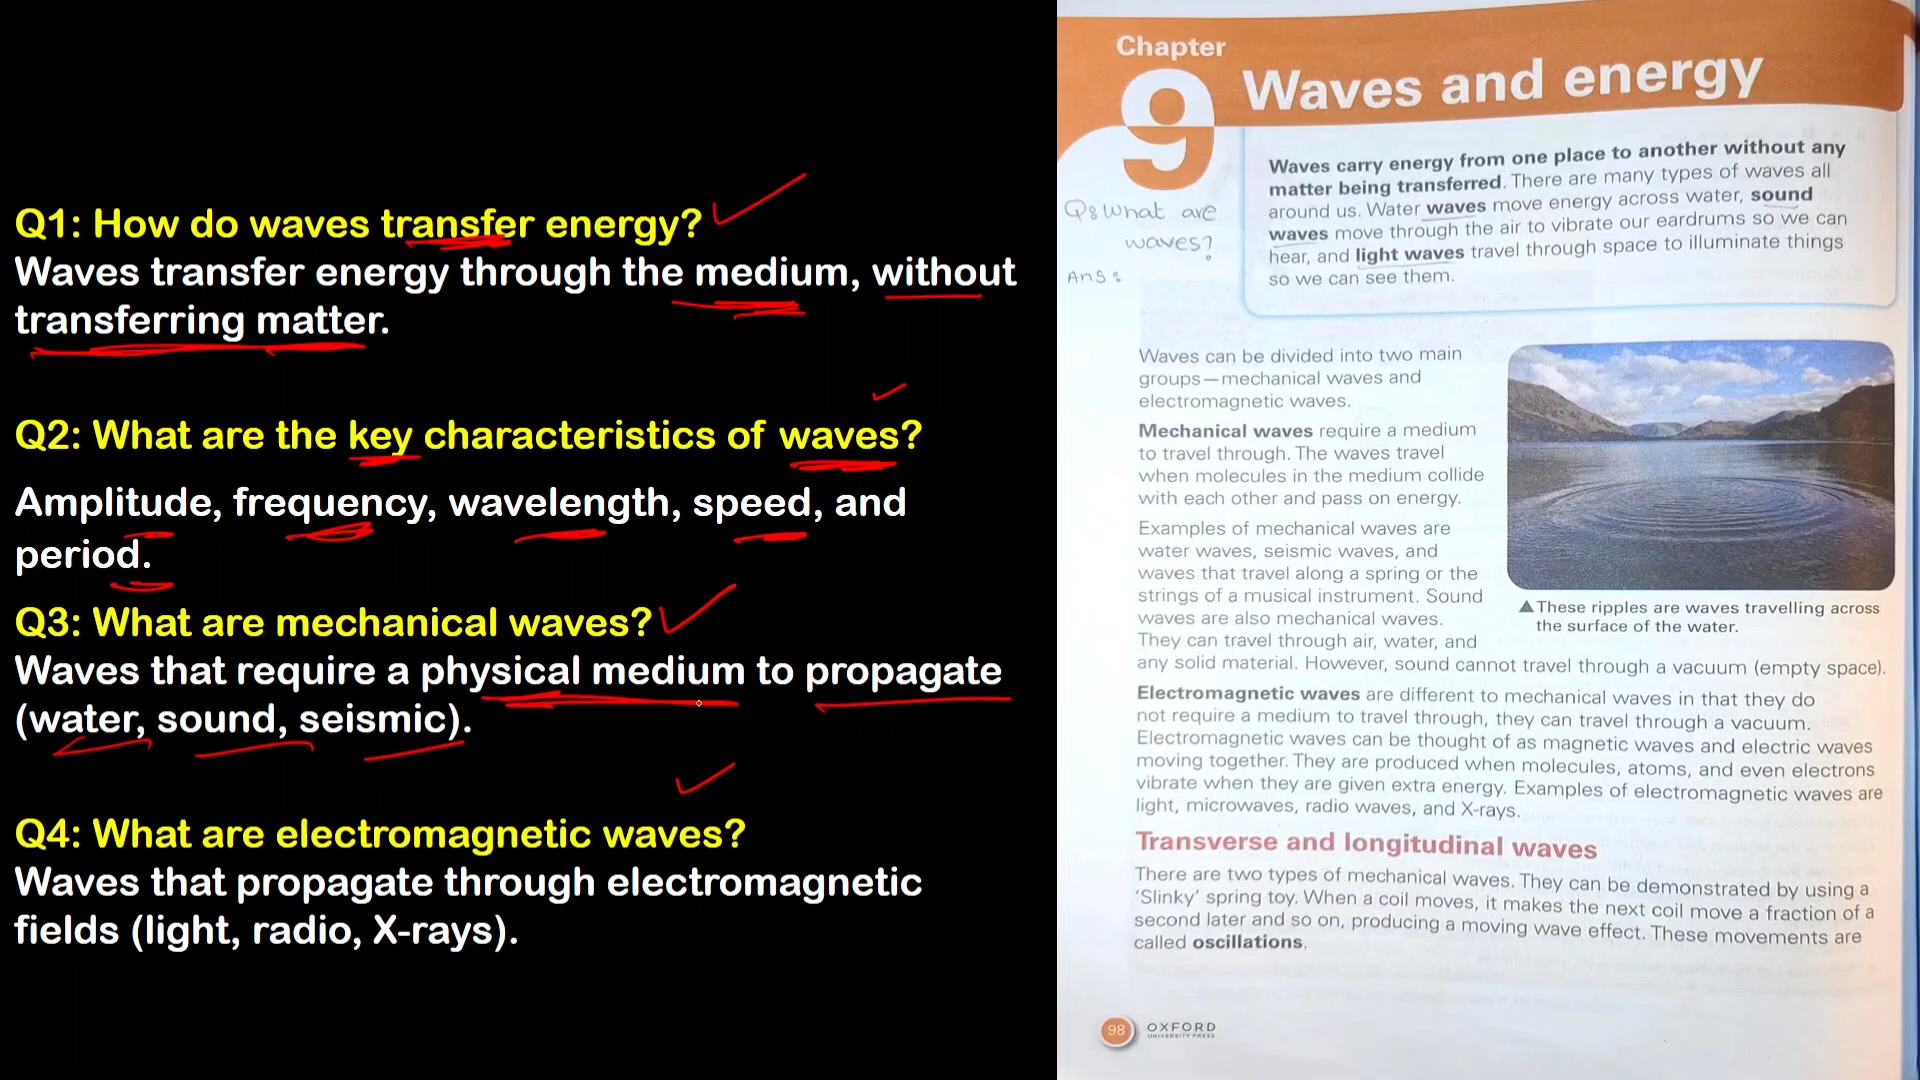 Q1: How do waves transfer energy?
Waves transfer energy through the medium, without
transferring matter.
Q2: What are the key characteristics of waves?
Amplitude, frequency, wavelength, speed, and
period.
Q3: What are mechanical waves?
Waves that require a physical medium to propagate
(water, sound, seismic).
Q4: What are electromagnetic waves?
Waves that propagate through electromagnetic
fields (light, radio, X-rays).
Chapter
9 Waves and energy
Waves carry energy from one place to another without any
matter being transferred. There are many types of waves all
around us. Water waves move energy across water, sound
waves move through the air to vibrate our eardrums so we can
hear, and light waves travel through space to illuminate things
so we can see them.
Q: What are
waves?
Ans:
Waves can be divided into two main
groups—mechanical waves and
electromagnetic waves.
Mechanical waves require a medium
to travel through. The waves travel
when molecules in the medium collide
with each other and pass on energy.
Examples of mechanical waves are
water waves, seismic waves, and
waves that travel along a spring or the
strings of a musical instrument. Sound
waves are also mechanical waves.
They can travel through air, water, and
any solid material. However, sound cannot travel through a vacuum (empty space).
▲These ripples are waves travelling across
the surface of the water.
Electromagnetic waves are different to mechanical waves in that they do
not require a medium to travel through, they can travel through a vacuum.
Electromagnetic waves can be thought of as magnetic waves and electric waves
moving together. They are produced when molecules, atoms, and even electrons
vibrate when they are given extra energy. Examples of electromagnetic waves are
light, microwaves, radio waves, and X-rays.
Transverse and longitudinal waves
There are two types of mechanical waves. They can be demonstrated by using a
'Slinky' spring toy. When a coil moves, it makes the next coil move a fraction of a
second later and so on, producing a moving wave effect. These movements are
called oscillations.
98 OXFORD
UNIVERSITY PRESS